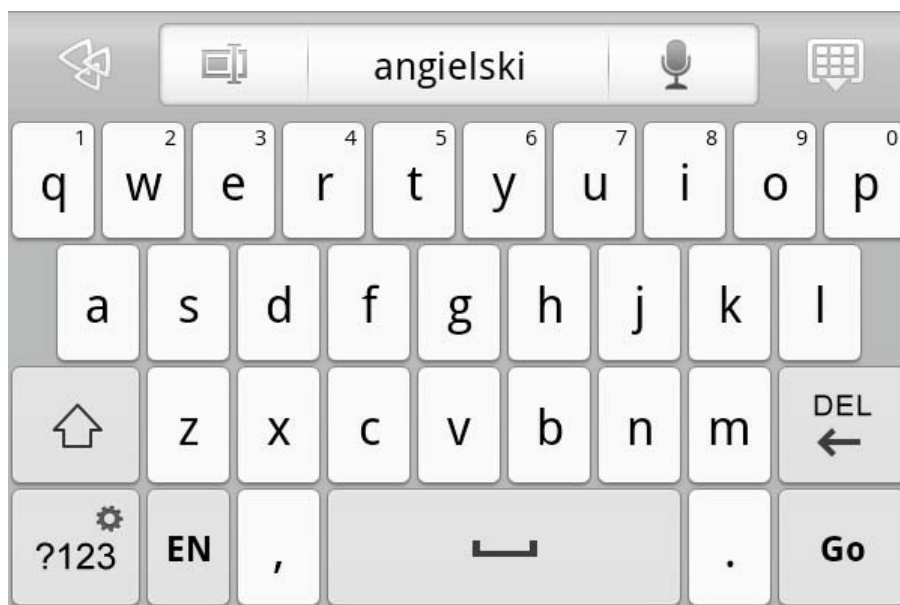 angielski
1 2 3 4 5 6 7 8 9 0
q w e r t y u i o p
a s d f g h j k l
z x c v b n m DEL
?123 EN , . Go